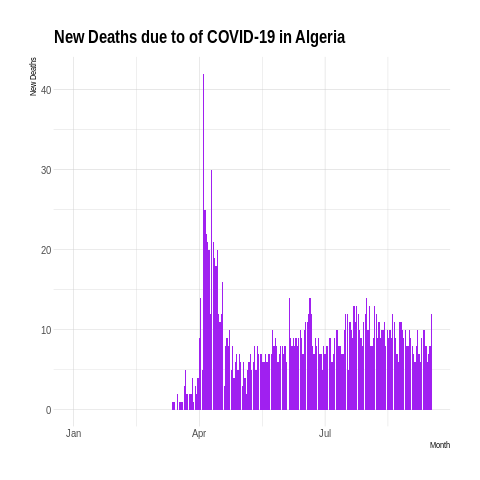 New Deaths due to of COVID-19 in Algeria
New Deaths
40
30
20
10
0
Jan
Apr
Jul
Month